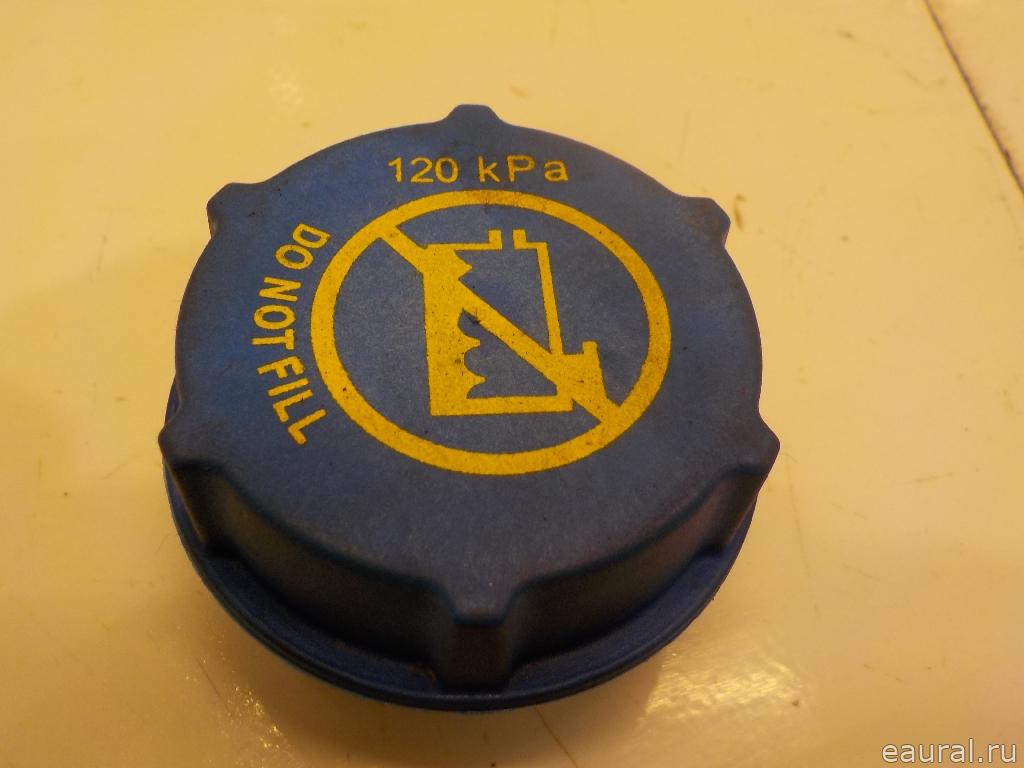 120 kPa
DO NOT FILL
eaural.ru